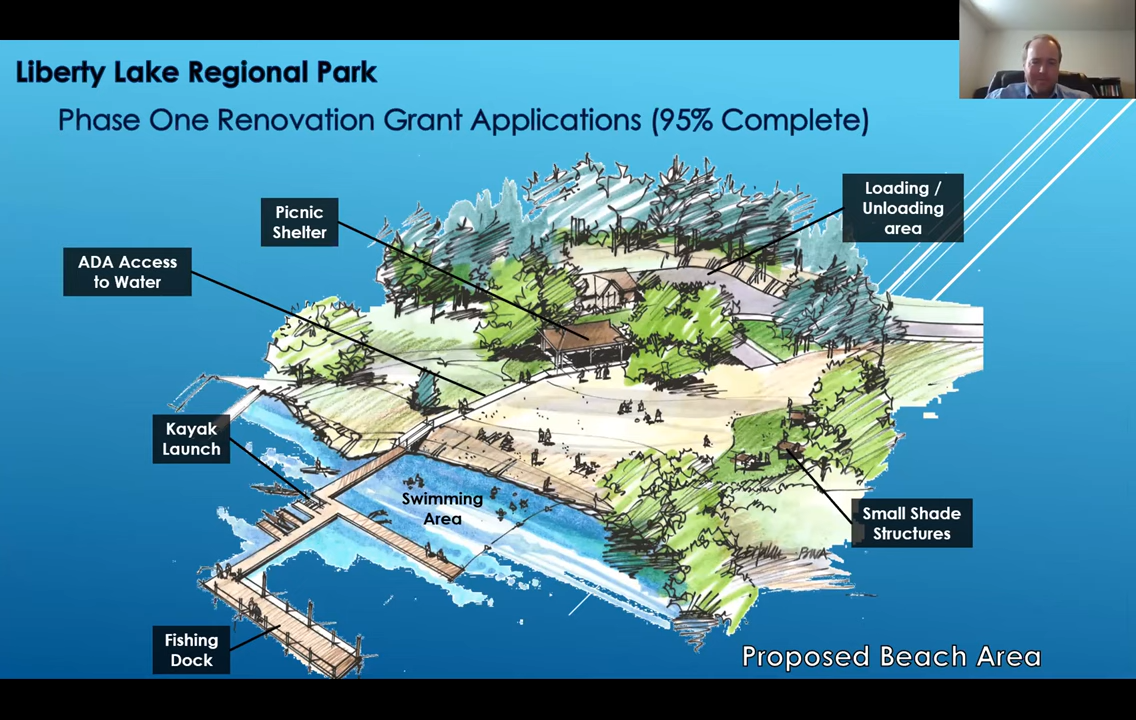 Liberty Lake Regional Park
Phase One Renovation Grant Applications (95% Complete)
Loading /
Unloading
area
Picnic
Shelter
ADA Access
to Water
Kayak
Launch
Swimming
Area
Small Shade
Structures
Fishing
Dock
Proposed Beach Area